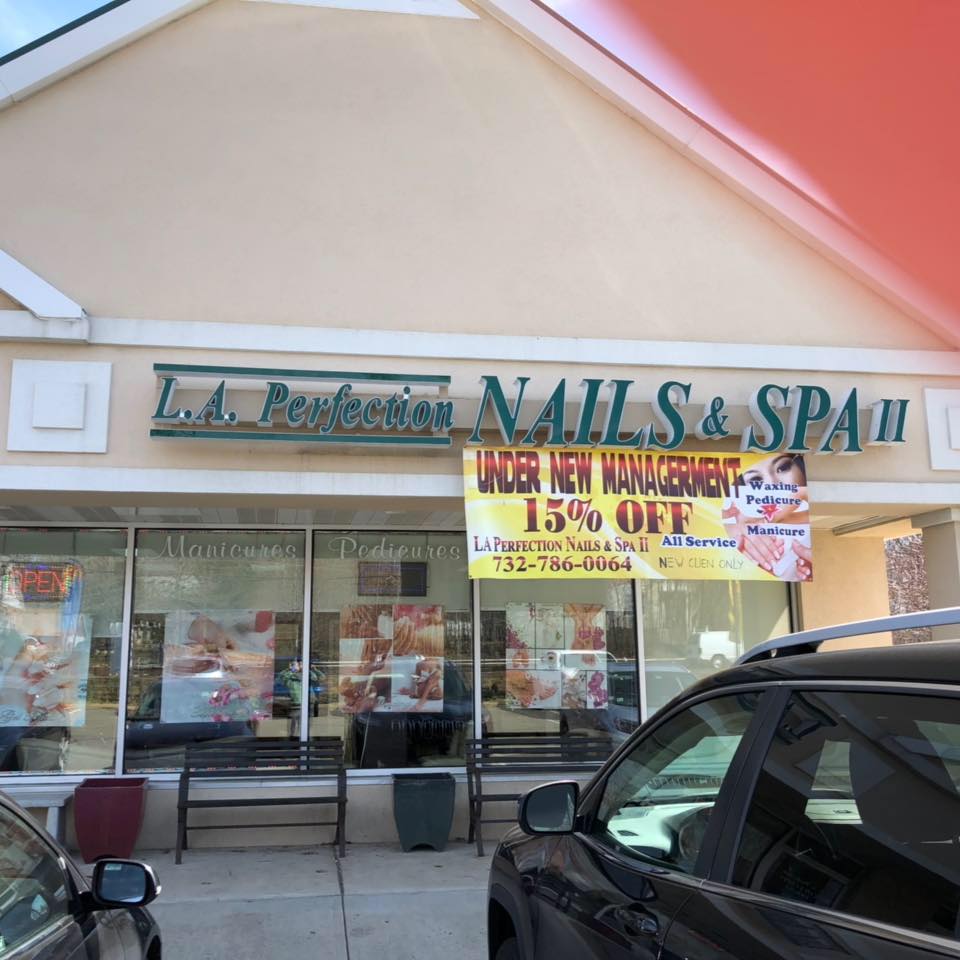 L.A. Perfection NAILS & SPA II
UNDER NEW MANAGERMENT
15% OFF
LA PERFECTION NAILS & SPA II
732-786-0064
Waxing
Pedicure
Manicure
All Service
NEW CLIEN ONLY
Manicures Pedicures
OPEN